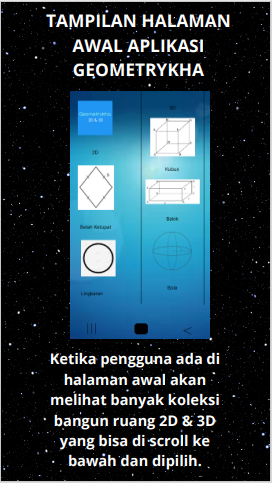 TAMPILAN HALAMAN
AWAL APLIKASI
GEOMETRYKHA
2D & 3D
3D
2D
Kubus
Belah Ketupat
Balok
Lingkaran
Bola
Ketika pengguna ada di
halaman awal akan
melihat banyak koleksi
bangun ruang 2D & 3D
yang bisa di scroll ke
bawah dan dipilih.